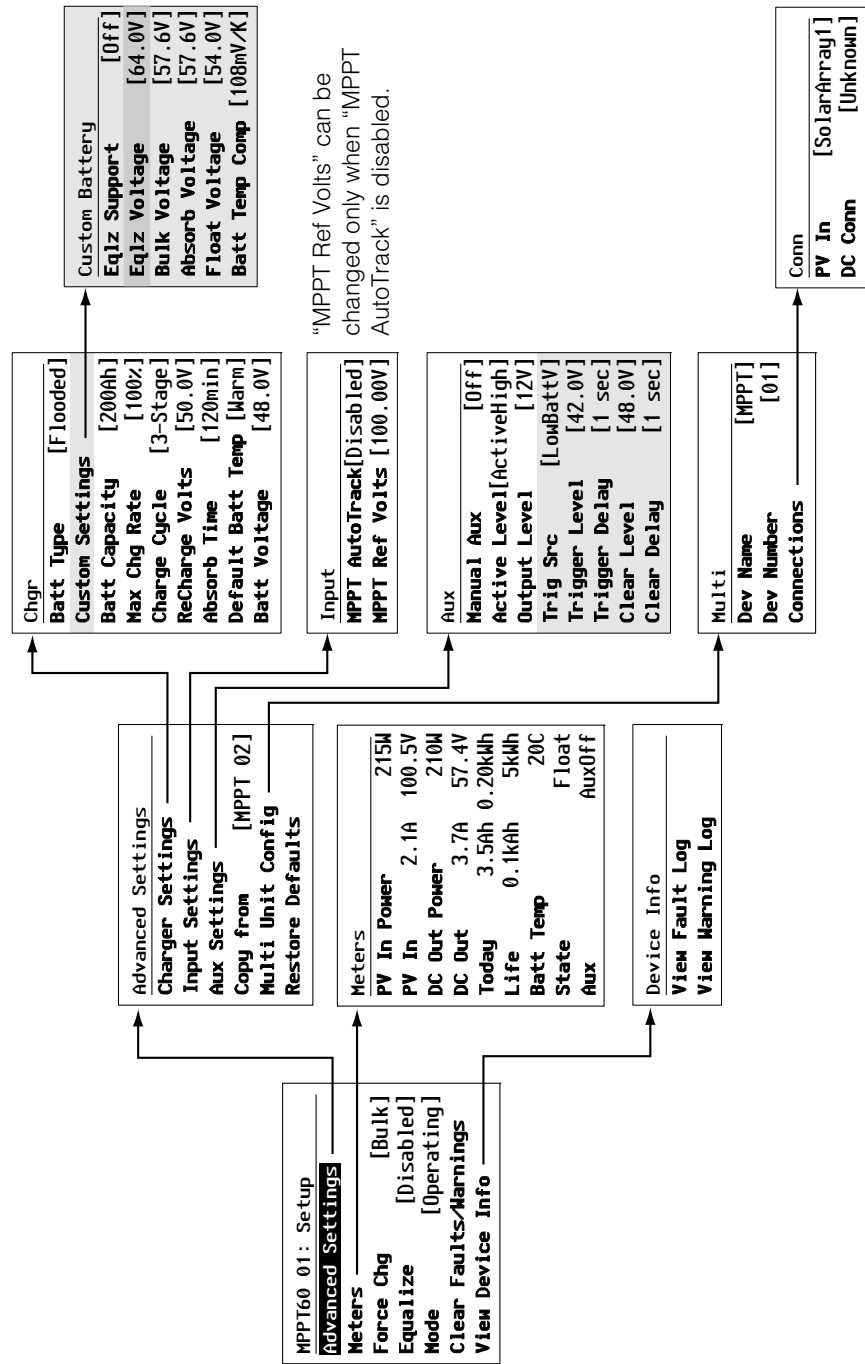 MPPT60 01: Setup
Advanced Settings
Meters
Force Chg [Bulk]
Equalize [Disabled]
Mode [Operating]
Clear Faults/Warnings
View Device Info
Advanced Settings
Charger Settings
Input Settings
Aux Settings
Copy from [MPPT 02]
Multi Unit Config
Restore Defaults
Meters
PV In Power 215W
PV In 2.1A 100.5V
DC Out Power 210W
DC Out 3.7A 57.4V
Today 3.5Ah 0.20kWh
Life 0.1kAh 5kWh
Batt Temp 20C
State Float
Aux AuxOff
Device Info
View Fault Log
View Warning Log
Chgr
Batt Type [Flooded]
Custom Settings
Batt Capacity [200Ah]
Max Chg Rate [100%]
Charge Cycle [3-Stage]
ReCharge Volts [50.0V]
Absorb Time [120min]
Default Batt Temp [Warm]
Batt Voltage [48.0V]
Input
MPPT AutoTrack[Disabled]
MPPT Ref Volts [100.00V]
Aux
Manual Aux [Off]
Active Level[ActiveHigh]
Output Level [12V]
Trig Src [LowBattV]
Trigger Level [42.0V]
Trigger Delay [1 sec]
Clear Level [48.0V]
Clear Delay [1 sec]
Multi
Dev Name [MPPT]
Dev Number [01]
Connections
Custom Battery
Eqlz Support [Off]
Eqlz Voltage [64.0V]
Bulk Voltage [57.6V]
Absorb Voltage [57.6V]
Float Voltage [54.0V]
Batt Temp Comp [108mV/K]
“MPPT Ref Volts” can be
changed only when “MPPT
AutoTrack” is disabled.
Conn
PV In [SolarArray1]
DC Conn [Unknown]